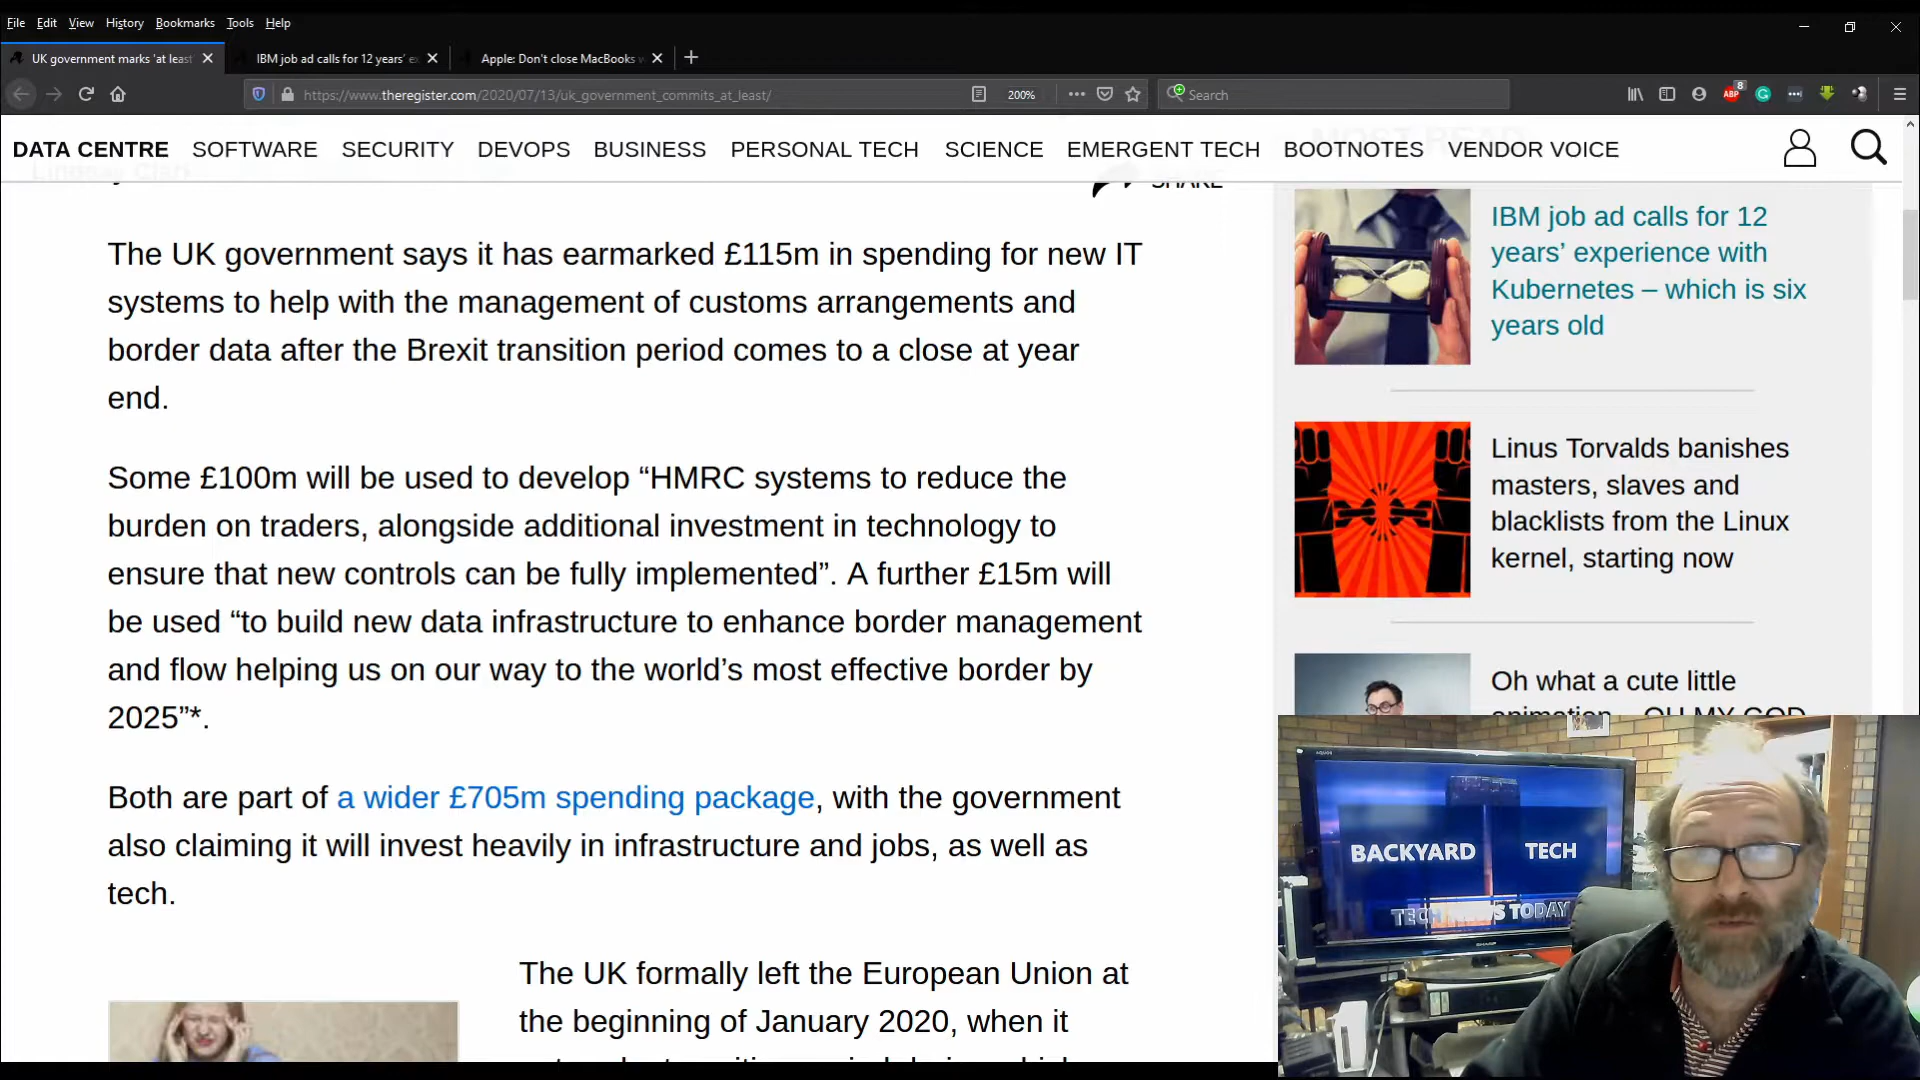 File Edit View History Bookmarks Tools Help
UK government marks 'at least
IBM job ad calls for 12 years' e
Apple: Don't close MacBooks w
https://www.theregister.com/2020/07/13/uk_government_commits_at_least/
200%
Search
ABP
8
DATA CENTRE SOFTWARE SECURITY DEVOPS BUSINESS PERSONAL TECH SCIENCE EMERGENT TECH BOOTNOTES VENDOR VOICE
MOST READ
Lindsay Clark
SHARE
The UK government says it has earmarked £115m in spending for new IT
systems to help with the management of customs arrangements and
border data after the Brexit transition period comes to a close at year
end.
Some £100m will be used to develop “HMRC systems to reduce the
burden on traders, alongside additional investment in technology to
ensure that new controls can be fully implemented”. A further £15m will
be used “to build new data infrastructure to enhance border management
and flow helping us on our way to the world’s most effective border by
2025”*.
Both are part of a wider £705m spending package, with the government
also claiming it will invest heavily in infrastructure and jobs, as well as
tech.
The UK formally left the European Union at
the beginning of January 2020, when it
IBM job ad calls for 12
years’ experience with
Kubernetes – which is six
years old
Linus Torvalds banishes
masters, slaves and
blacklists from the Linux
kernel, starting now
Oh what a cute little
OH MY GOD
BACKYARD TECH
TECH NEWS TODAY
SHARP